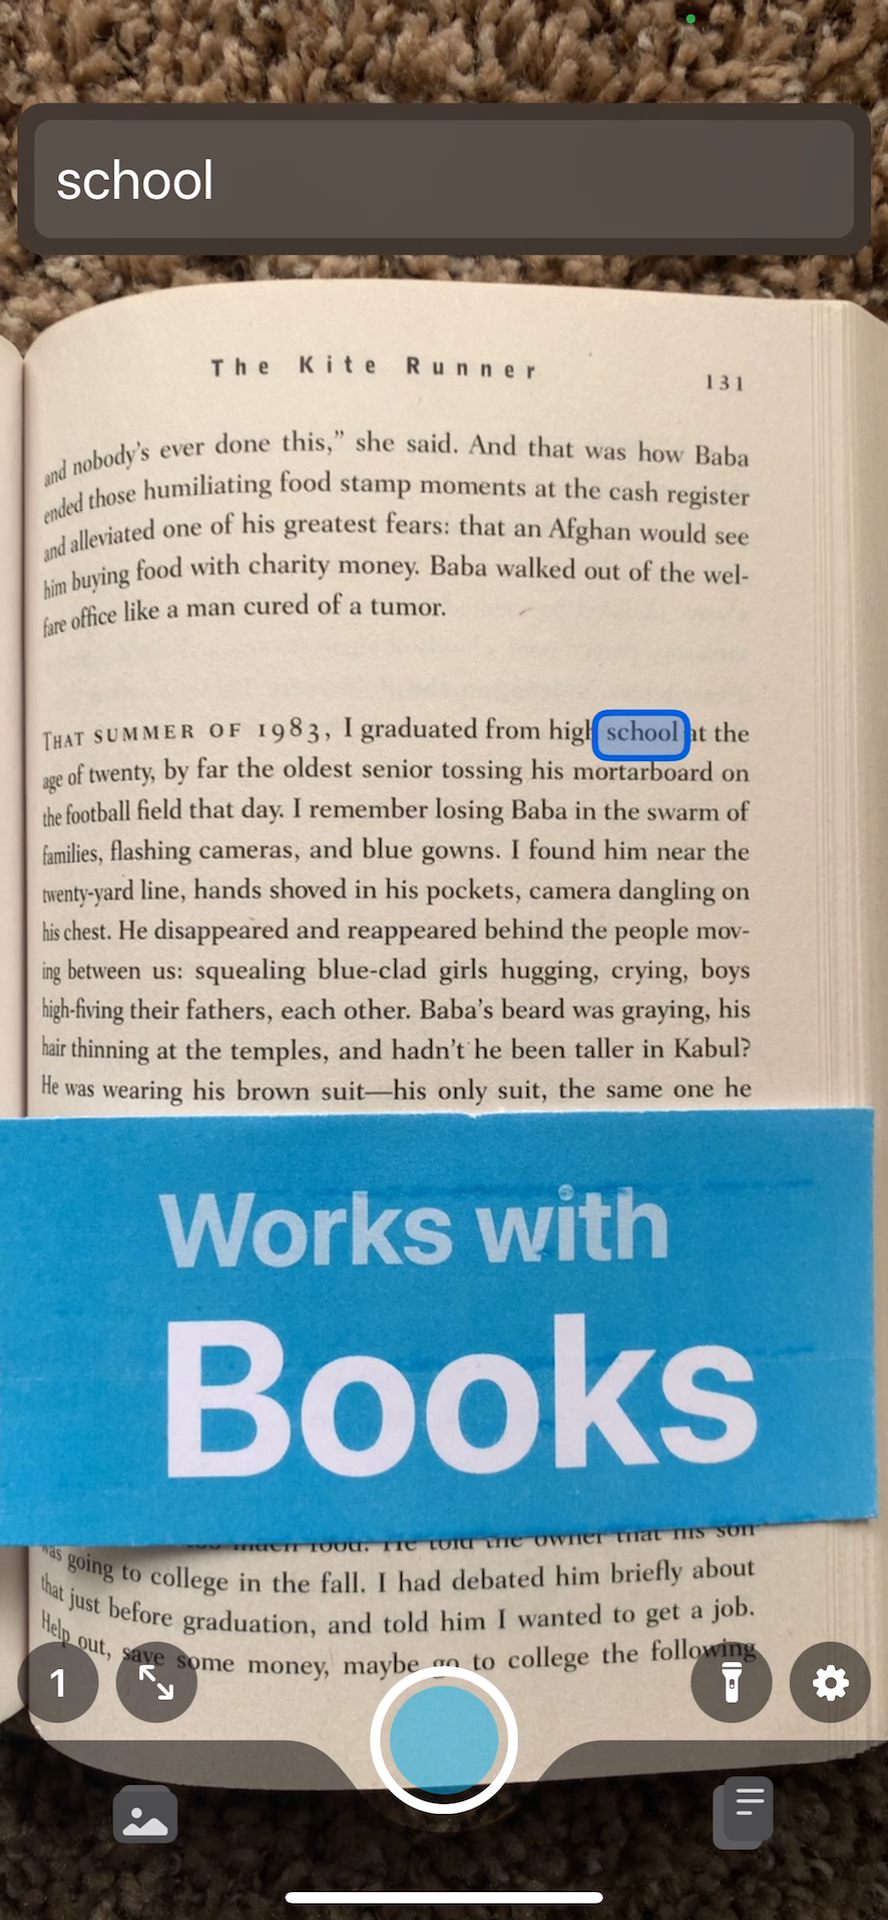 school
The Kite Runner
131
and nobody's ever done this,” she said. And that was how Baba
ended those humiliating food stamp moments at the cash register
and alleviated one of his greatest fears: that an Afghan would see
him buying food with charity money. Baba walked out of the wel-
fare office like a man cured of a tumor.
THAT SUMMER OF 1983, I graduated from high school at the
age of twenty, by far the oldest senior tossing his mortarboard on
the football field that day. I remember losing Baba in the swarm of
families, flashing cameras, and blue gowns. I found him near the
twenty-yard line, hands shoved in his pockets, camera dangling on
his chest. He disappeared and reappeared behind the people mov-
ing between us: squealing blue-clad girls hugging, crying, boys
high-fiving their fathers, each other. Baba's beard was graying, his
hair thinning at the temples, and hadn't he been taller in Kabul?
He was wearing his brown suit—his only suit, the same one he
Works with
Books
much food. He told the owner that his son
was going to college in the fall. I had debated him briefly about
that just before graduation, and told him I wanted to get a job.
Help out, save some money, maybe go to college the following
1